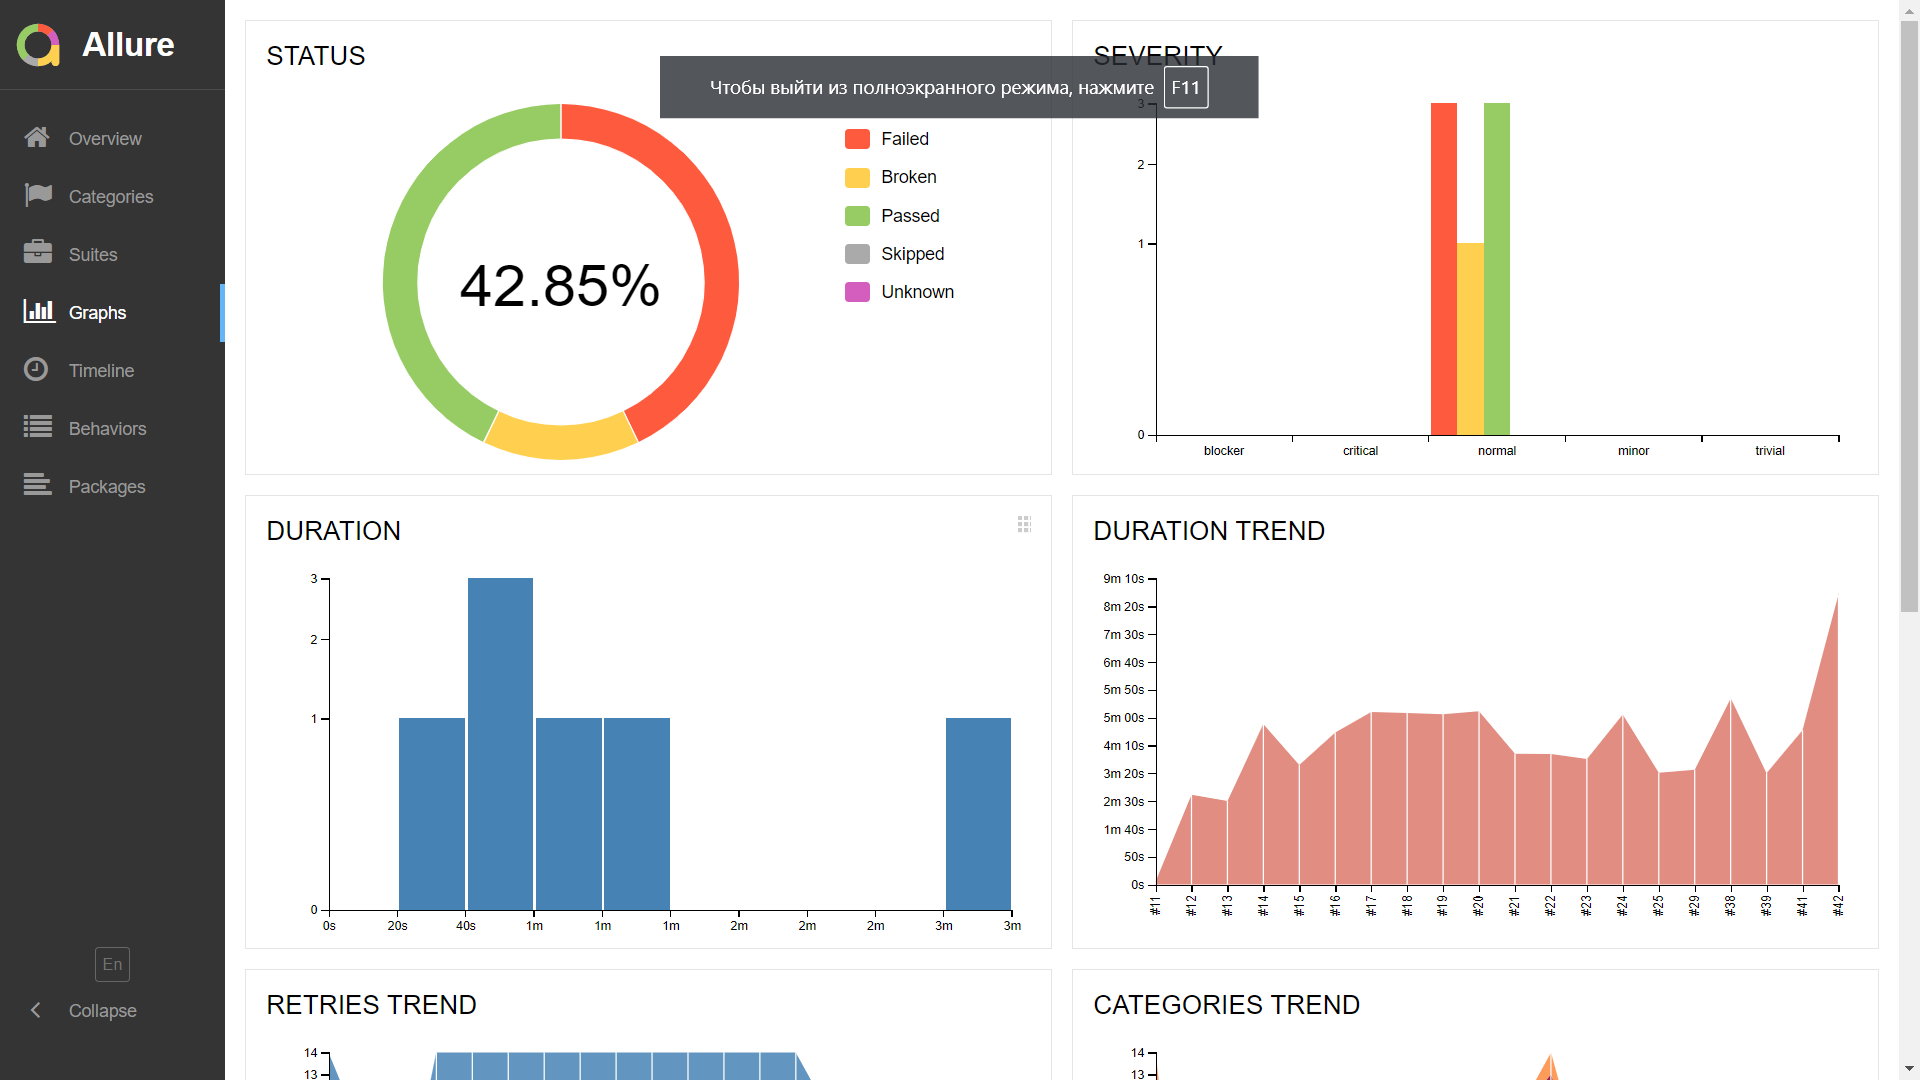 Allure
Overview
Categories
Suites
Graphs
Timeline
Behaviors
Packages
En
Collapse
STATUS
42.85%
Failed
Broken
Passed
Skipped
Unknown
Чтобы выйти из полноэкранного режима, нажмите F11
SEVERITY
3
2
1
0
blocker critical normal minor trivial
DURATION
3
2
1
0
0s 20s 40s 1m 1m 1m 2m 2m 2m 3m 3m
DURATION TREND
9m 10s
8m 20s
7m 30s
6m 40s
5m 50s
5m 00s
4m 10s
3m 20s
2m 30s
1m 40s
50s
0s
#11 #12 #13 #14 #15 #16 #17 #18 #19 #20 #21 #22 #23 #24 #25 #29 #38 #39 #41 #42
RETRIES TREND
14
13
CATEGORIES TREND
14
13